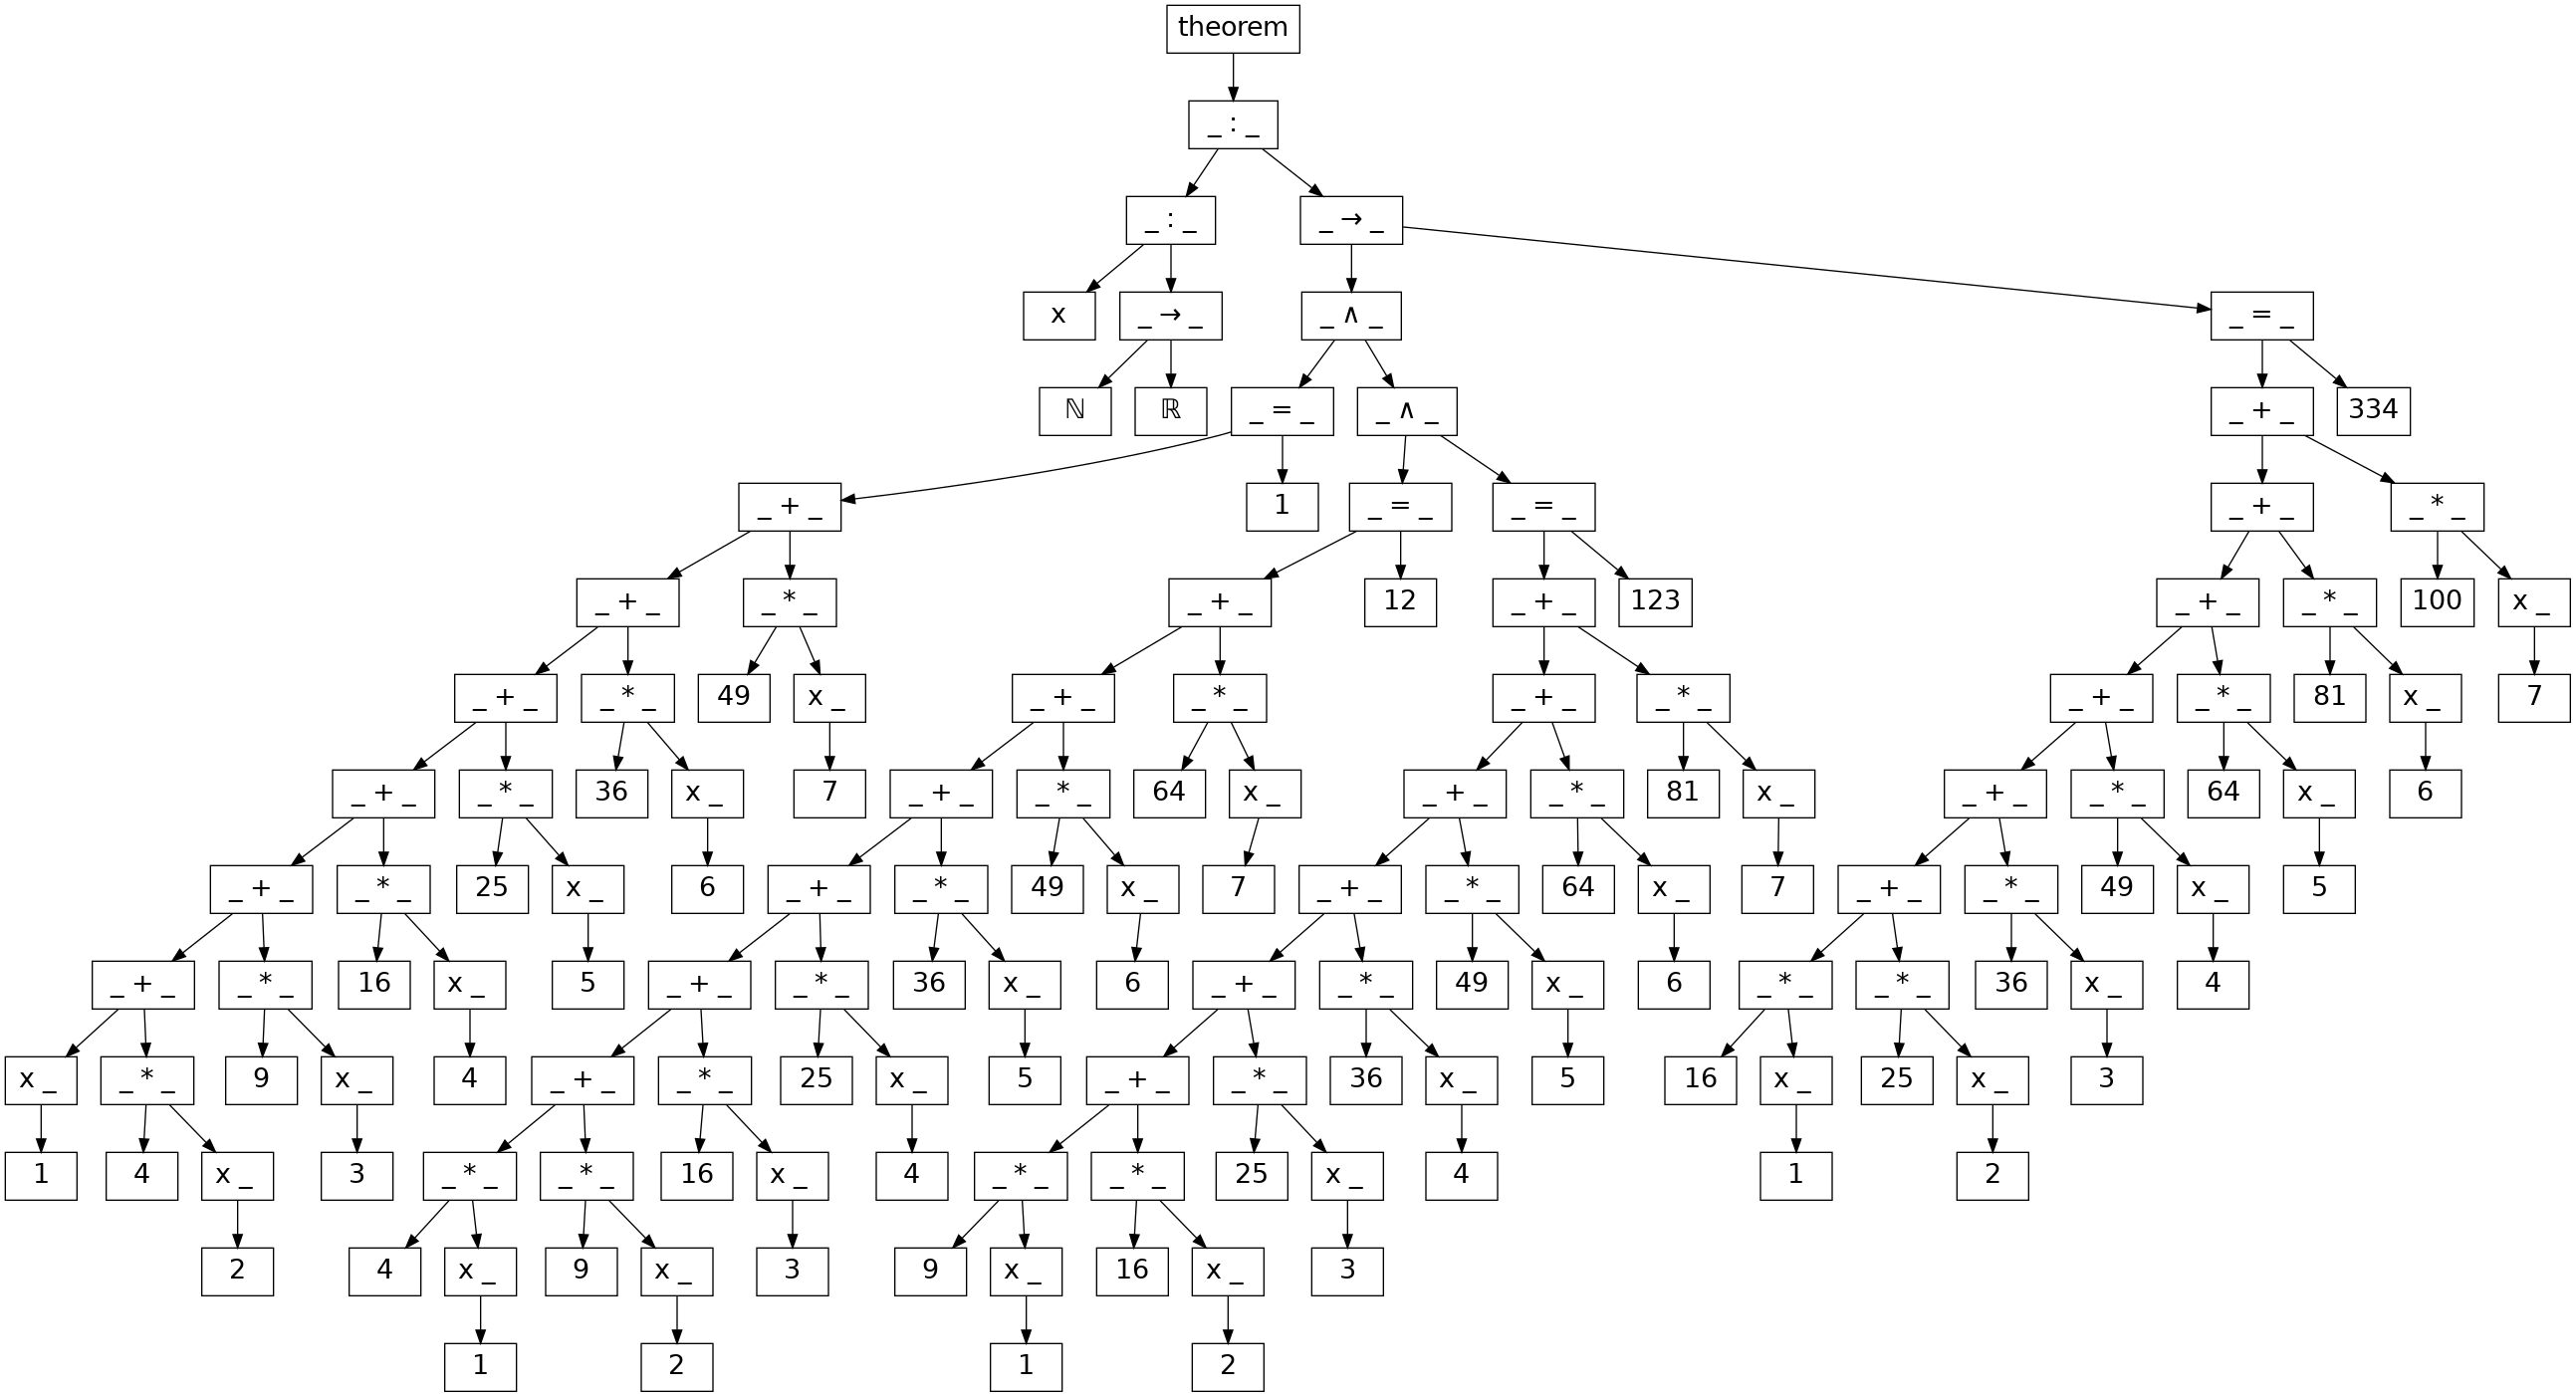 theorem
_ : _
_ : _ _ → _
x _ → _ _ ∧ _ _ = _
ℕ ℝ _ = _ _ ∧ _ _ + _ 334
_ + _ 1 _ = _ _ = _ _ + _ _ * _
_ + _ _ * _ _ + _ 12 _ + _ 123 _ + _ _ * _ 100 x _
_ + _ _ * _ 49 x _ _ + _ _ * _ _ + _ _ * _ _ + _ _ * _ 81 x _ 7
_ + _ _ * _ 36 x _ 7 _ + _ _ * _ 64 x _ _ + _ _ * _ 81 x _ _ + _ _ * _ 64 x _ 6
_ + _ _ * _ 25 x _ 6 _ + _ _ * _ 49 x _ 7 _ + _ _ * _ 64 x _ 7 _ + _ _ * _ 49 x _ 5
_ + _ _ * _ 16 x _ 5 _ + _ _ * _ 36 x _ 6 _ + _ _ * _ 49 x _ 6 _ * _ _ * _ 36 x _ 4
x _ _ * _ 9 x _ 4 _ + _ _ * _ 25 x _ 5 _ + _ _ * _ 36 x _ 5 16 x _ 25 x _ 3
1 4 x _ 3 _ * _ _ * _ 16 x _ 4 _ * _ _ * _ 25 x _ 4 1 2
2 4 x _ 9 x _ 3 9 x _ 16 x _ 3
1 2 1 2